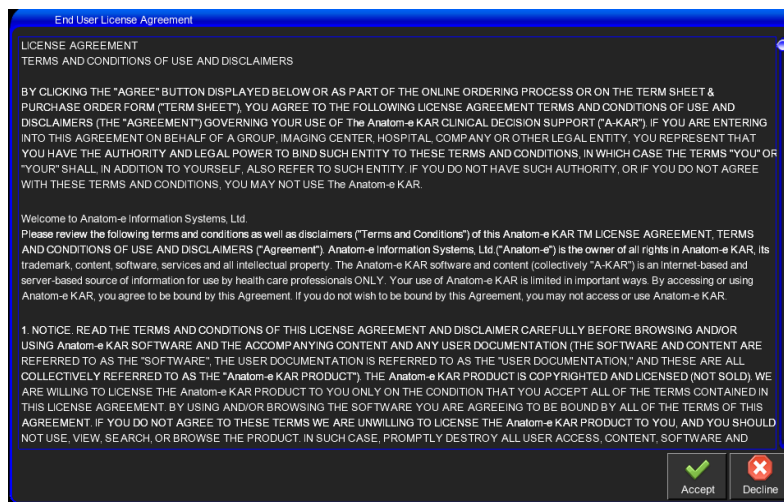 End User License Agreement
LICENSE AGREEMENT
TERMS AND CONDITIONS OF USE AND DISCLAIMERS
BY CLICKING THE "AGREE" BUTTON DISPLAYED BELOW OR AS PART OF THE ONLINE ORDERING PROCESS OR ON THE TERM SHEET &
PURCHASE ORDER FORM ("TERM SHEET"), YOU AGREE TO THE FOLLOWING LICENSE AGREEMENT TERMS AND CONDITIONS OF USE AND
DISCLAIMERS (THE "AGREEMENT") GOVERNING YOUR USE OF The Anatom-e KAR CLINICAL DECISION SUPPORT ("A-KAR"). IF YOU ARE ENTERING
INTO THIS AGREEMENT ON BEHALF OF A GROUP, IMAGING CENTER, HOSPITAL, COMPANY OR OTHER LEGAL ENTITY, YOU REPRESENT THAT
YOU HAVE THE AUTHORITY AND LEGAL POWER TO BIND SUCH ENTITY TO THESE TERMS AND CONDITIONS, IN WHICH CASE THE TERMS "YOU" OR
"YOUR" SHALL, IN ADDITION TO YOURSELF, ALSO REFER TO SUCH ENTITY. IF YOU DO NOT HAVE SUCH AUTHORITY, OR IF YOU DO NOT AGREE
WITH THESE TERMS AND CONDITIONS, YOU MAY NOT USE The Anatom-e KAR.
Welcome to Anatom-e Information Systems, Ltd.
Please review the following terms and conditions as well as disclaimers ("Terms and Conditions") of this Anatom-e KAR TM LICENSE AGREEMENT, TERMS
AND CONDITIONS OF USE AND DISCLAIMERS ("Agreement"). Anatom-e Information Systems, Ltd.("Anatom-e") is the owner of all rights in Anatom-e KAR, its
trademark, content, software, services and all intellectual property. The Anatom-e KAR software and content (collectively "A-KAR") is an Internet-based and
server-based source of information for use by health care professionals ONLY. Your use of Anatom-e KAR is limited in important ways. By accessing or using
Anatom-e KAR, you agree to be bound by this Agreement. If you do not wish to be bound by this Agreement, you may not access or use Anatom-e KAR.
1. NOTICE. READ THE TERMS AND CONDITIONS OF THIS LICENSE AGREEMENT AND DISCLAIMER CAREFULLY BEFORE BROWSING AND/OR
USING Anatom-e KAR SOFTWARE AND THE ACCOMPANYING CONTENT AND ANY USER DOCUMENTATION (THE SOFTWARE AND CONTENT ARE
REFERRED TO AS THE "SOFTWARE", THE USER DOCUMENTATION IS REFERRED TO AS THE "USER DOCUMENTATION," AND THESE ARE ALL
COLLECTIVELY REFERRED TO AS THE "Anatom-e KAR PRODUCT"). THE Anatom-e KAR PRODUCT IS COPYRIGHTED AND LICENSED (NOT SOLD). WE
ARE WILLING TO LICENSE THE Anatom-e KAR PRODUCT TO YOU ONLY ON THE CONDITION THAT YOU ACCEPT ALL OF THE TERMS CONTAINED IN
THIS LICENSE AGREEMENT. BY USING AND/OR BROWSING THE SOFTWARE YOU ARE AGREEING TO BE BOUND BY ALL OF THE TERMS OF THIS
AGREEMENT. IF YOU DO NOT AGREE TO THESE TERMS WE ARE UNWILLING TO LICENSE THE Anatom-e KAR PRODUCT TO YOU, AND YOU SHOULD
NOT USE, VIEW, SEARCH, OR BROWSE THE PRODUCT. IN SUCH CASE, PROMPTLY DESTROY ALL USER ACCESS, CONTENT, SOFTWARE AND
Accept Decline